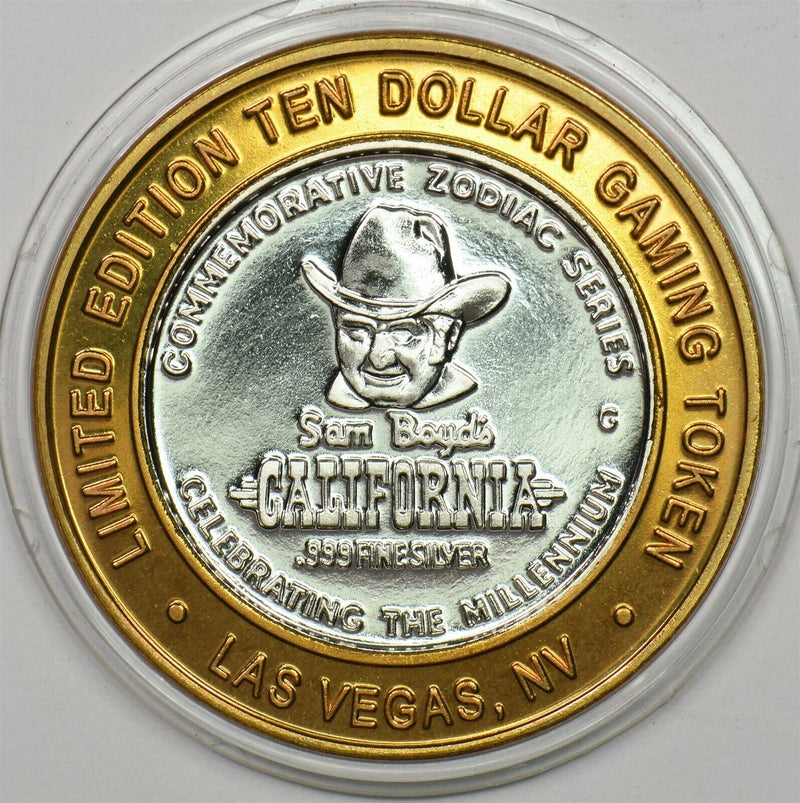 LIMITED EDITION TEN DOLLAR GAMING TOKEN
COMMEMORATIVE ZODIAC SERIES
G
Sam Boyd's
CALIFORNIA
.999 FINE SILVER
CELEBRATING THE MILLENNIUM
LAS VEGAS, NV